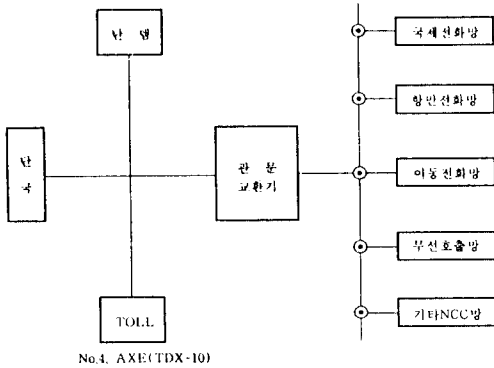 탄 뎀
단
국
관 문
교환기
TOLL
No.4, AXE(TDX-10)
국제전화망
항만전화망
이동전화망
무선호출망
기타NCC망